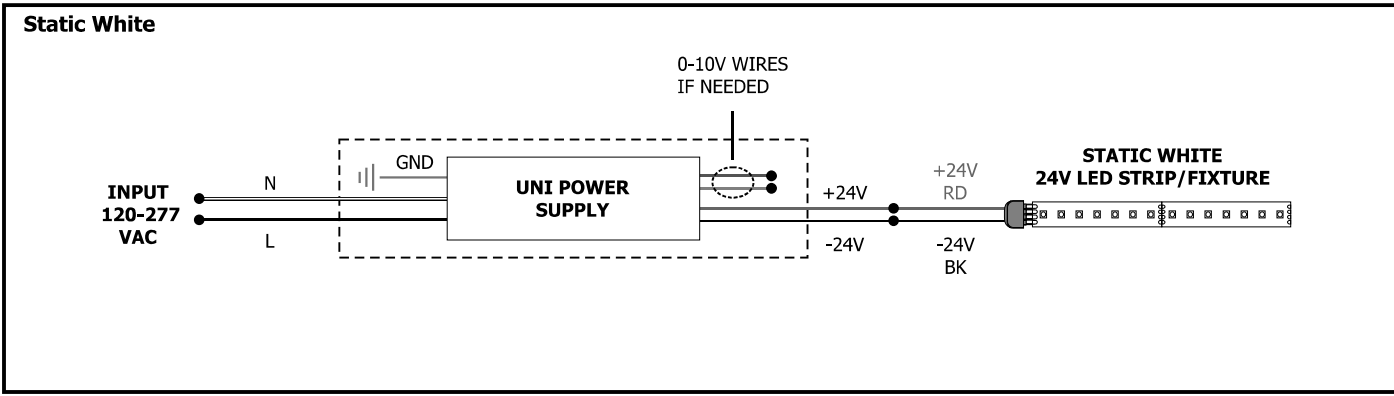 Static White
0-10V WIRES
IF NEEDED
INPUT
120-277
VAC
N
L
GND
UNI POWER
SUPPLY
+24V
-24V
+24V
RD
-24V
BK
STATIC WHITE
24V LED STRIP/FIXTURE